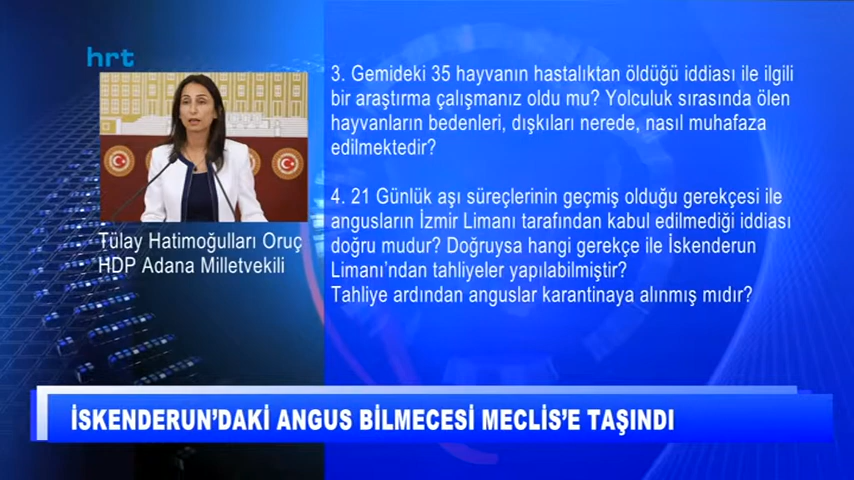 hrt
Tülay Hatimoğulları Oruç
HDP Adana Milletvekili
3. Gemideki 35 hayvanın hastalıktan öldüğü iddiası ile ilgili
bir araştırma çalışmanız oldu mu? Yolculuk sırasında ölen
hayvanların bedenleri, dışkıları nerede, nasıl muhafaza
edilmektedir?
4. 21 Günlük aşı süreçlerinin geçmiş olduğu gerekçesi ile
angusların İzmir Limanı tarafından kabul edilmediği iddiası
doğru mudur? Doğruysa hangi gerekçe ile İskenderun
Limanı’ndan tahliyeler yapılabilmiştir?
Tahliye ardından anguslar karantinaya alınmış mıdır?
İSKENDERUN’DAKİ ANGUS BİLMECESİ MECLİS’E TAŞINDI